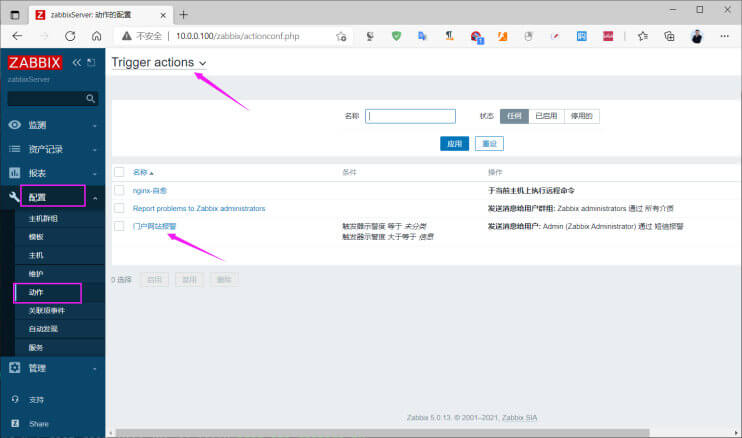 zabbixServer: 动作的配置
不安全 | 10.0.0.100/zabbix/actionconf.php
ZABBIX
zabbixServer
监测
资产记录
报表
配置
主机群组
模板
主机
维护
动作
关联项事件
自动发现
服务
管理
支持
Share
Trigger actions
名称 状态 任何 已启用 停用的
应用 重设
名称 条件 操作
nginx-自愈 于当前主机上执行远程命令
Report problems to Zabbix administrators 发送消息给用户群组: Zabbix administrators 通过 所有介质
门户网站报警 触发器示警度 等于 未分类 发送消息给用户: Admin (Zabbix Administrator) 通过 短信报警
触发器示警度 大于等于 信息
0 选择 启用 禁用 删除
Zabbix 5.0.13. © 2001–2021, Zabbix SIA